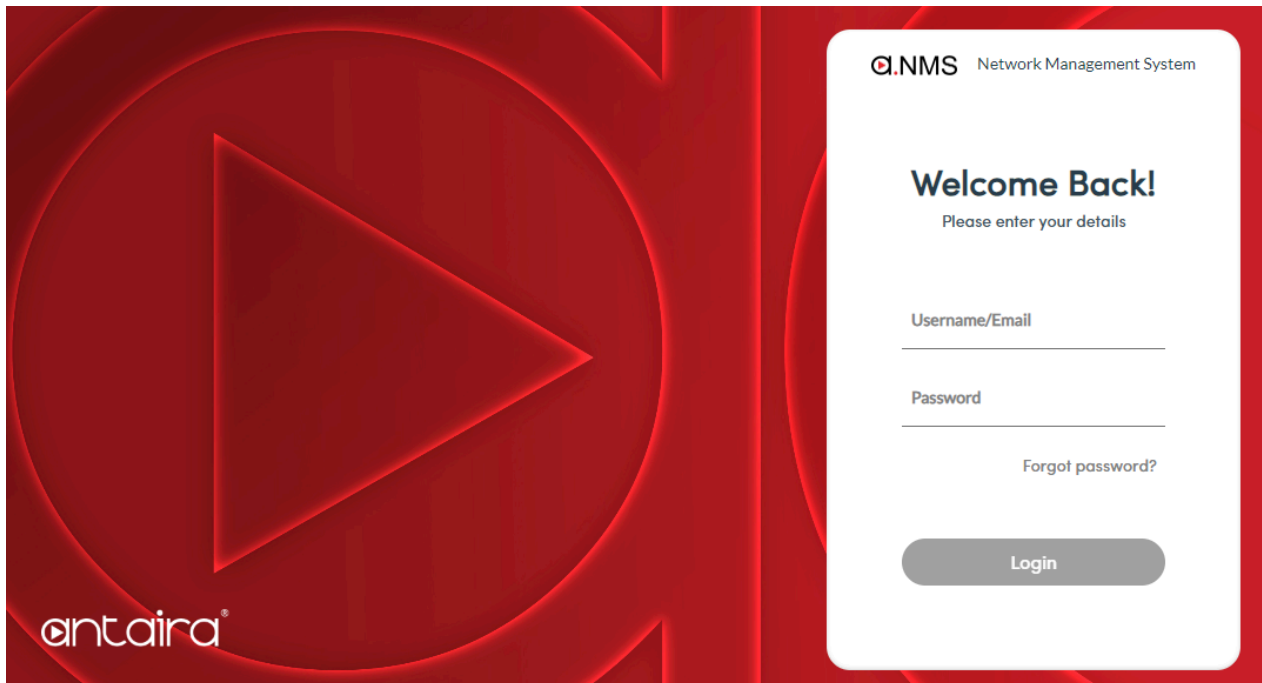 a.NMS Network Management System
Welcome Back!
Please enter your details
Username/Email
Password
Forgot password?
Login
antaira®